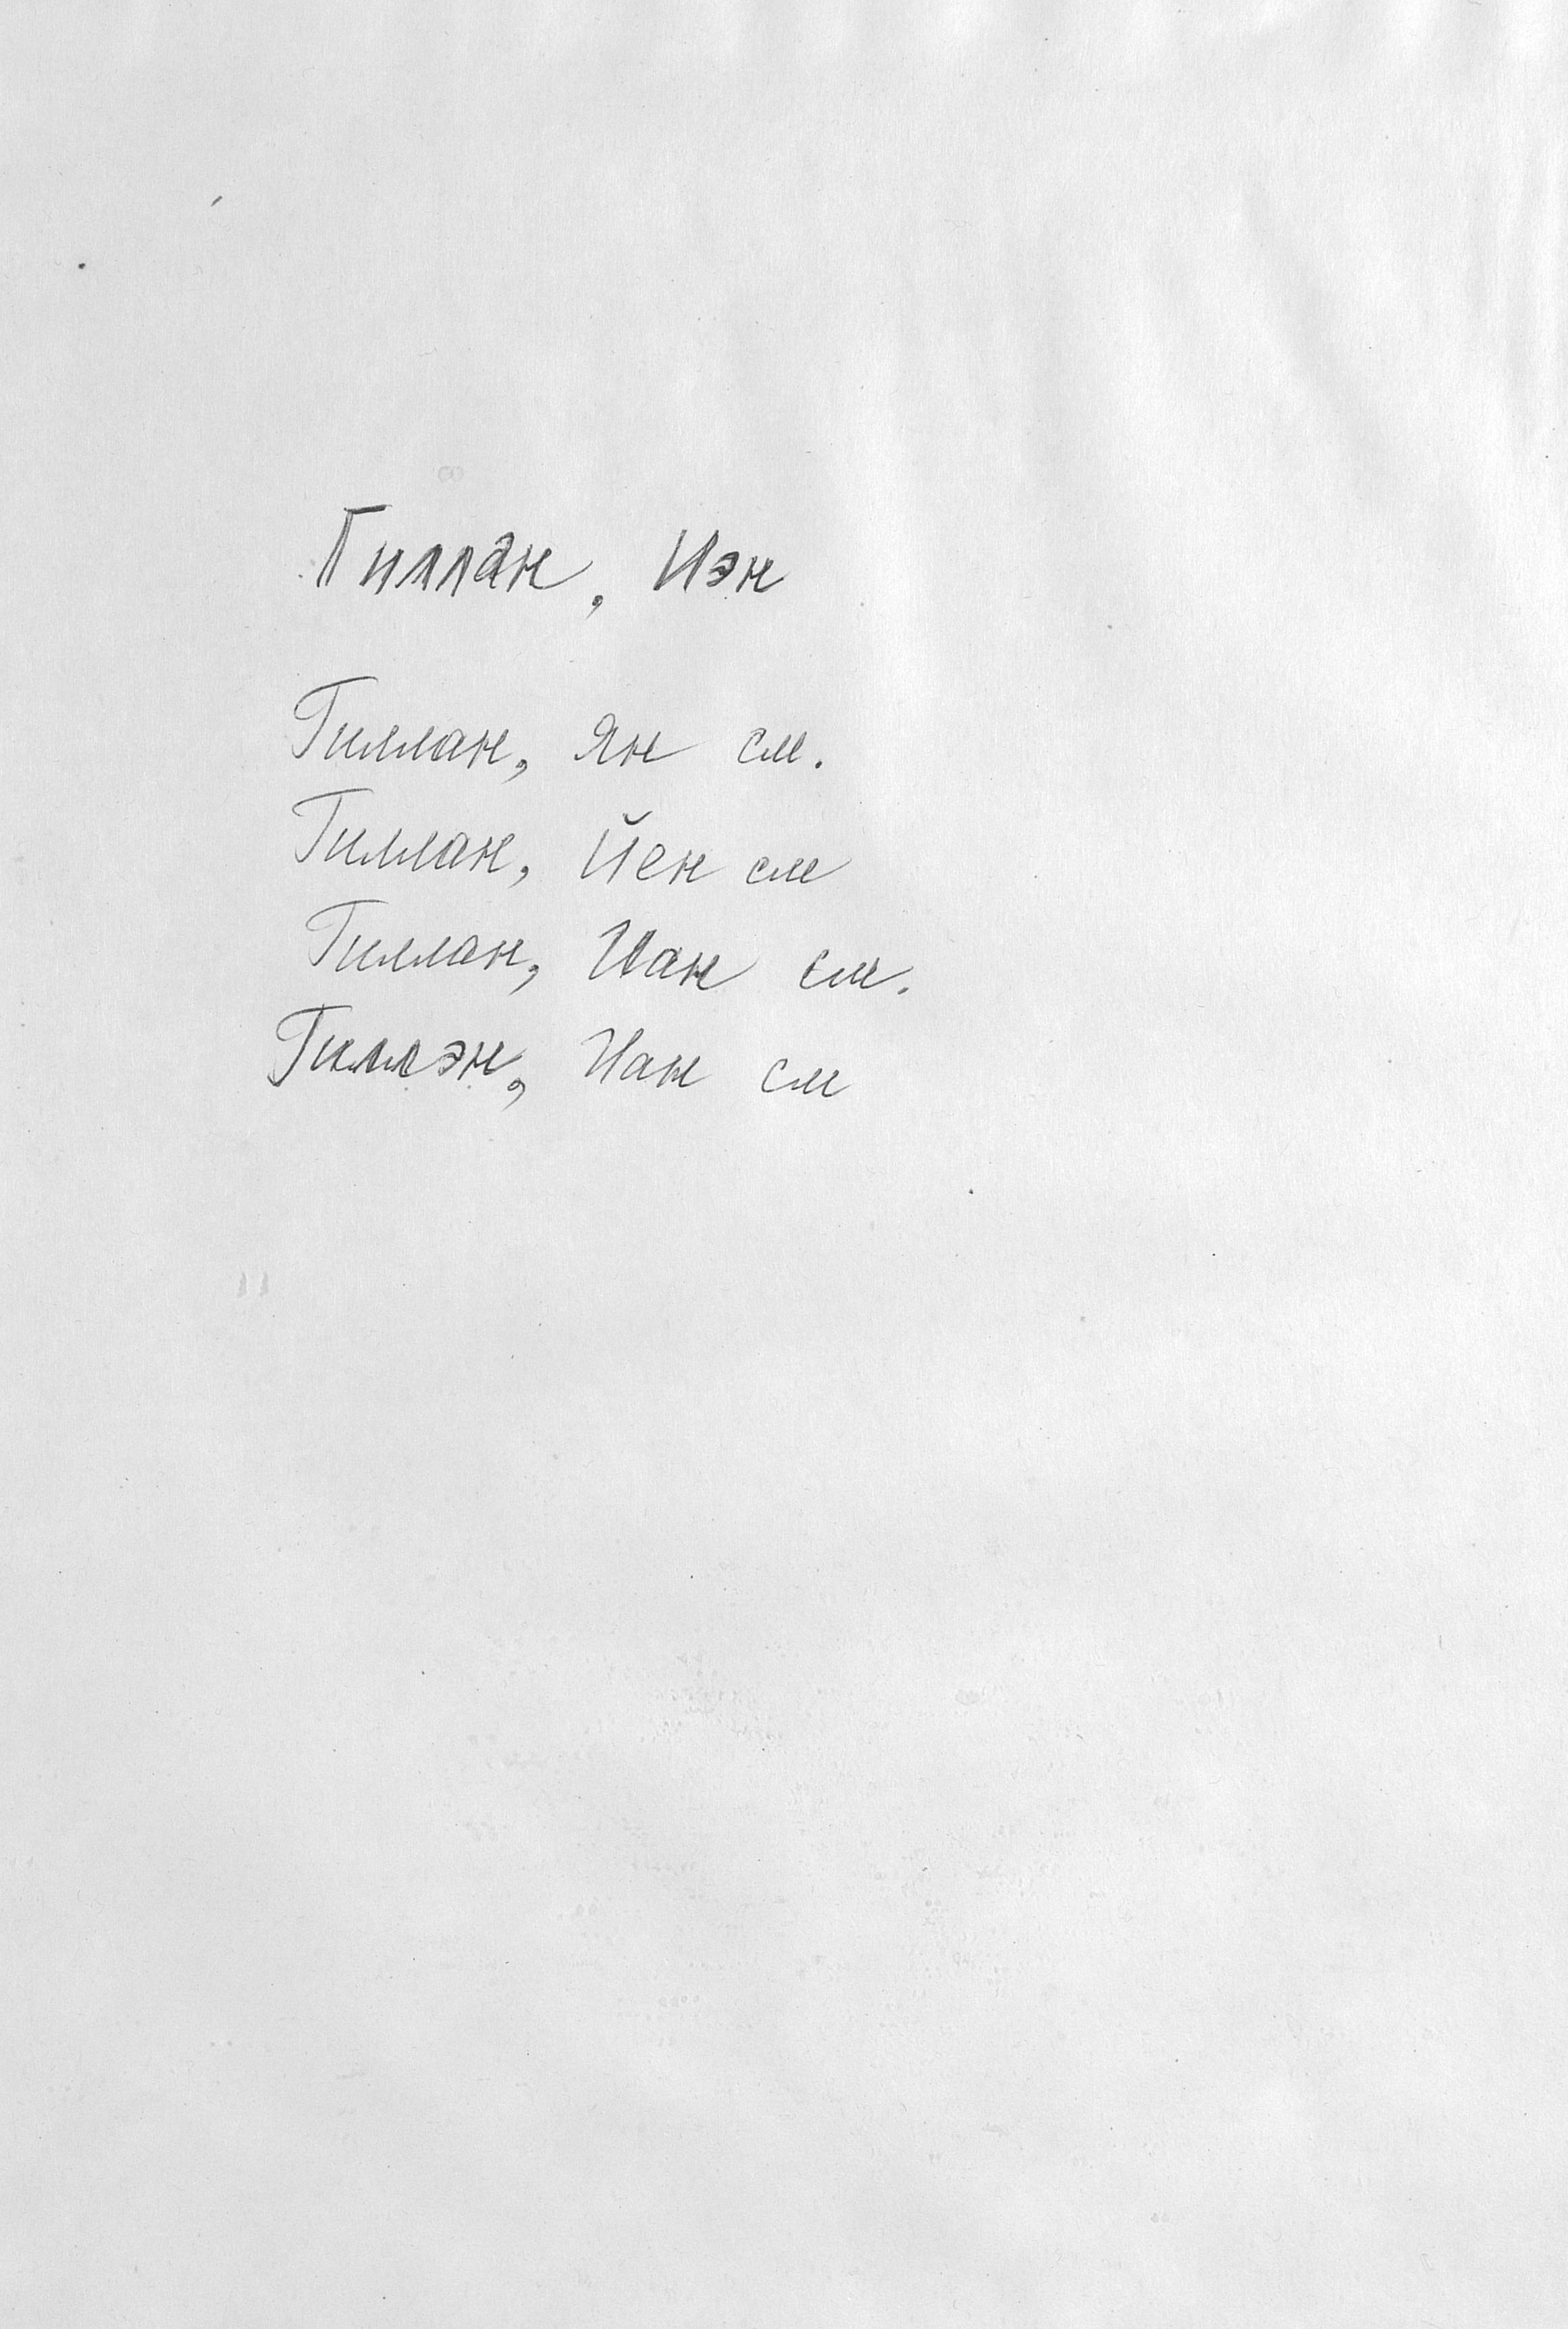 Гиллан, Иэн
Гиллан, Ян см.
Гиллан, Йен см
Гиллан, Иан см.
Гиллэн, Иан см